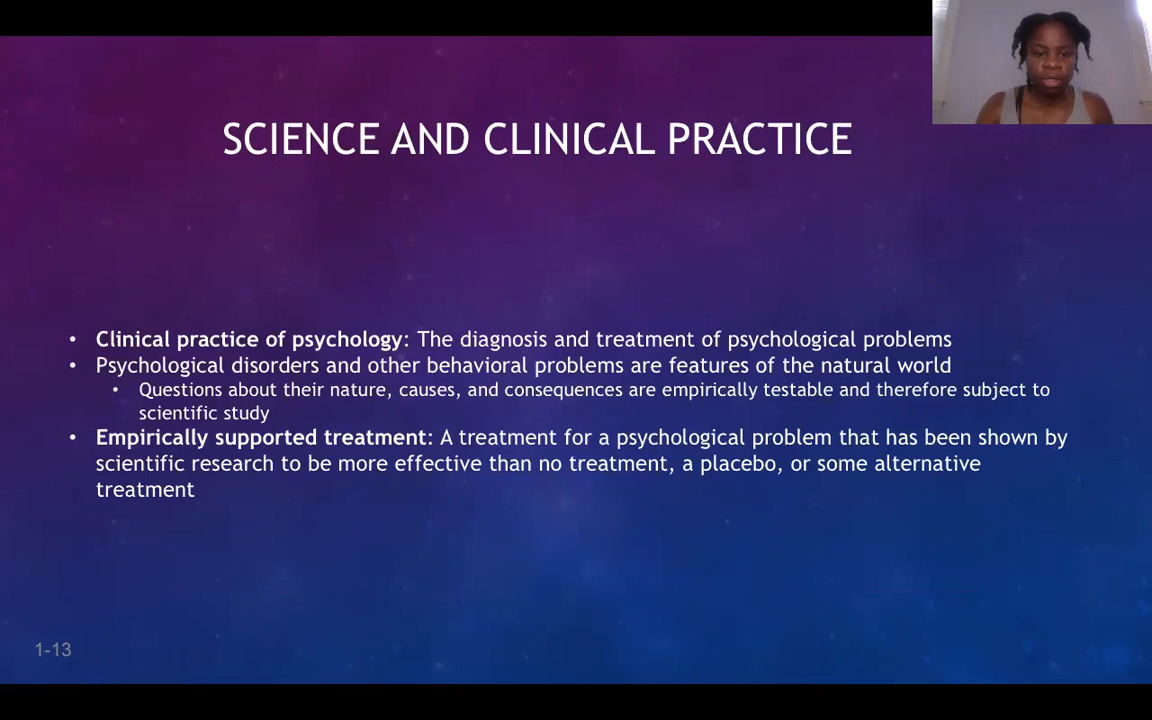 SCIENCE AND CLINICAL PRACTICE
• Clinical practice of psychology: The diagnosis and treatment of psychological problems
• Psychological disorders and other behavioral problems are features of the natural world
• Questions about their nature, causes, and consequences are empirically testable and therefore subject to
scientific study
• Empirically supported treatment: A treatment for a psychological problem that has been shown by
scientific research to be more effective than no treatment, a placebo, or some alternative
treatment
1-13